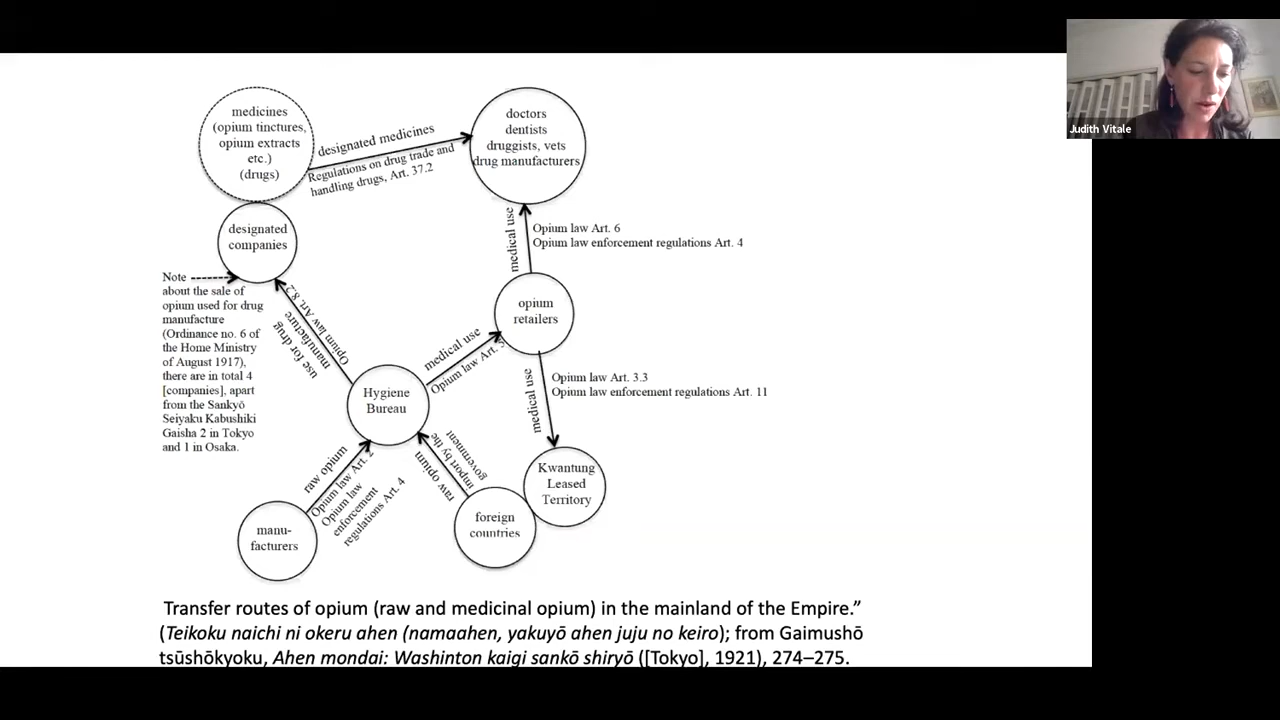 Judith Vitale
medicines
(opium tinctures,
opium extracts
etc.)
(drugs)
designated medicines
Regulations on drug trade and
handling drugs, Art. 37.2
doctors
dentists
druggists, vets
drug manufacturers
designated
companies
medical use
Opium law Art. 6
Opium law enforcement regulations Art. 4
Note
about the sale of
opium used for drug
manufacture
(Ordinance no. 6 of
the Home Ministry
of August 1917),
there are in total 4
[companies], apart
from the Sankyō
Seiyaku Kabushiki
Gaisha 2 in Tokyo
and 1 in Osaka.
Opium law Art. 8.2
use for drug
manufacture
opium
retailers
medical use
Opium law Art.
Hygiene
Bureau
medical use
Opium law Art. 3.3
Opium law enforcement regulations Art. 11
raw opium
Opium law Art. 2
Opium law
enforcement
regulations Art. 4
raw opium
import by the
government
Kwantung
Leased
Territory
manu-
facturers
foreign
countries
Transfer routes of opium (raw and medicinal opium) in the mainland of the Empire.”
(Teikoku naichi ni okeru ahen (namaahen, yakuyō ahen juju no keiro); from Gaimushō
tsūshōkyoku, Ahen mondai: Washinton kaigi sankō shiryō ([Tokyo], 1921), 274–275.